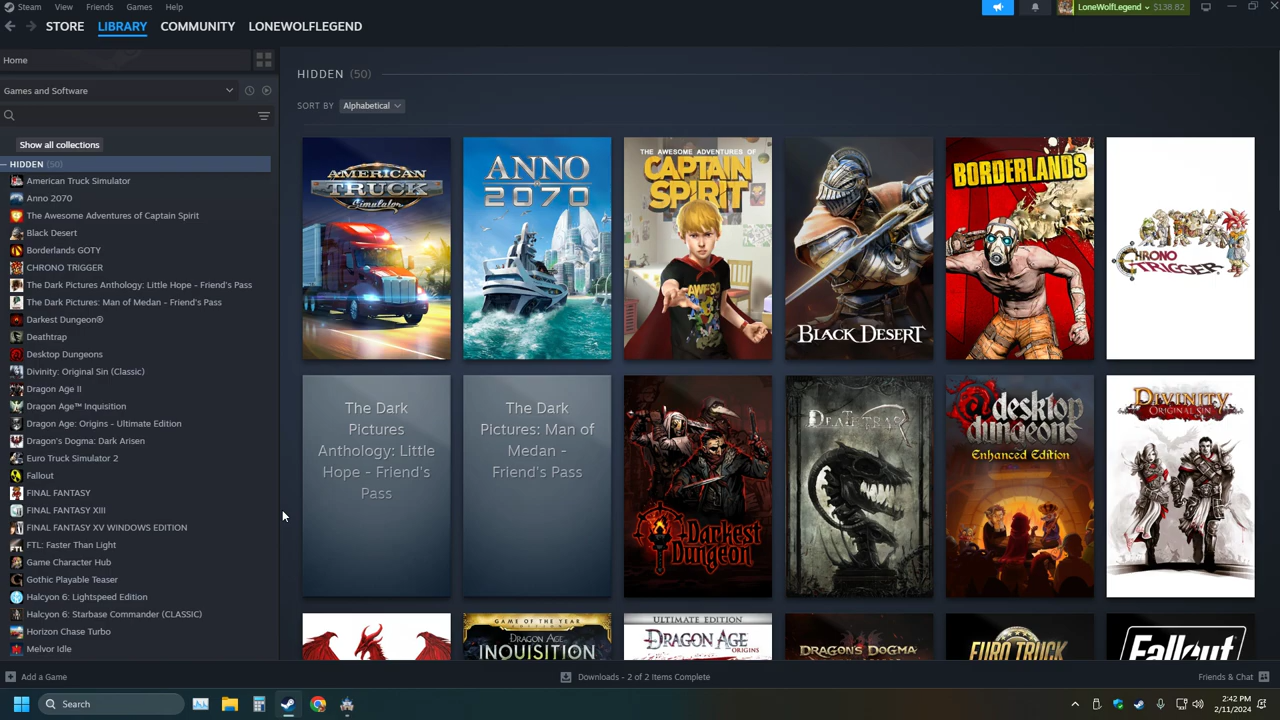 Steam View Friends Games Help
LoneWolfLegend $138.82
STORE LIBRARY COMMUNITY LONEWOLFLEGEND
Home
HIDDEN (50)
Games and Software
SORT BY Alphabetical
Show all collections
HIDDEN (50)
American Truck Simulator
Anno 2070
The Awesome Adventures of Captain Spirit
Black Desert
Borderlands GOTY
CHRONO TRIGGER
The Dark Pictures Anthology: Little Hope - Friend's Pass
The Dark Pictures: Man of Medan - Friend's Pass
Darkest Dungeon®
Deathtrap
Desktop Dungeons
Divinity: Original Sin (Classic)
Dragon Age II
Dragon Age™ Inquisition
Dragon Age: Origins - Ultimate Edition
Dragon's Dogma: Dark Arisen
Euro Truck Simulator 2
Fallout
FINAL FANTASY
FINAL FANTASY XIII
FINAL FANTASY XV WINDOWS EDITION
FTL: Faster Than Light
Game Character Hub
Gothic Playable Teaser
Halcyon 6: Lightspeed Edition
Halcyon 6: Starbase Commander (CLASSIC)
Horizon Chase Turbo
Melvor Idle
AMERICAN
TRUCK
Simulator
ANNO
2070
THE AWESOME ADVENTURES OF
CAPTAIN
SPIRIT
AWESOME
BLACK DESERT
BORDERLANDS
CHRONO
TRIGGER
The Dark
Pictures
Anthology: Little
Hope - Friend's
Pass
The Dark
Pictures: Man of
Medan -
Friend's Pass
Darkest
Dungeon
DEATHTRAP
desktop
dungeons
Enhanced Edition
DIVINITY
ORIGINAL SIN
GAME OF THE YEAR
DRAGON AGE
INQUISITION
ULTIMATE EDITION
DRAGON AGE
ORIGINS
DRAGON'S DOGMA
EURO TRUCK
Fallout
Add a Game
Downloads - 2 of 2 Items Complete
Friends & Chat
Search
2:42 PM
2/11/2024